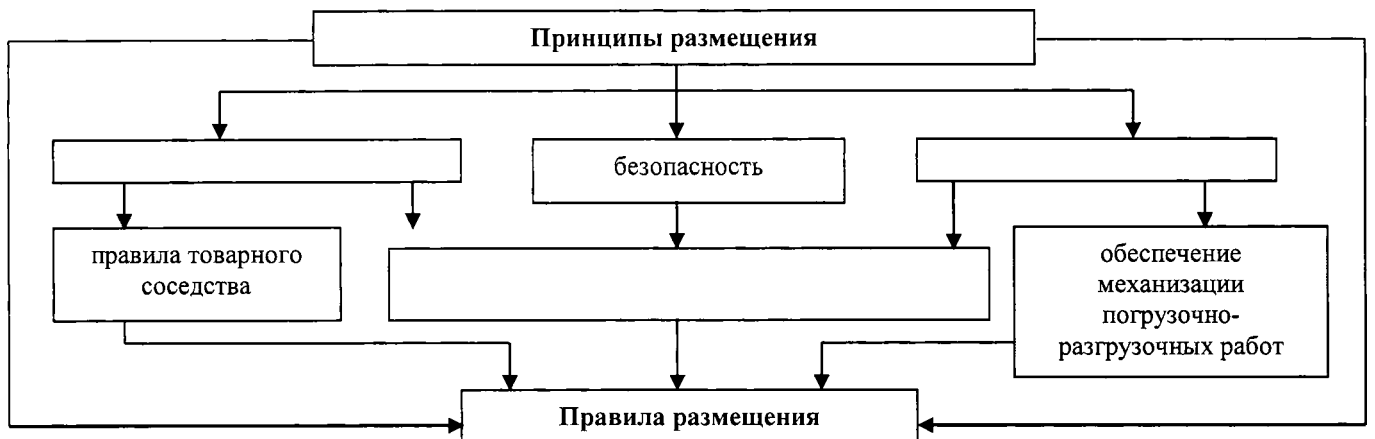 Принципы размещения
безопасность
правила товарного
соседства
обеспечение
механизации
погрузочно-
разгрузочных работ
Правила размещения